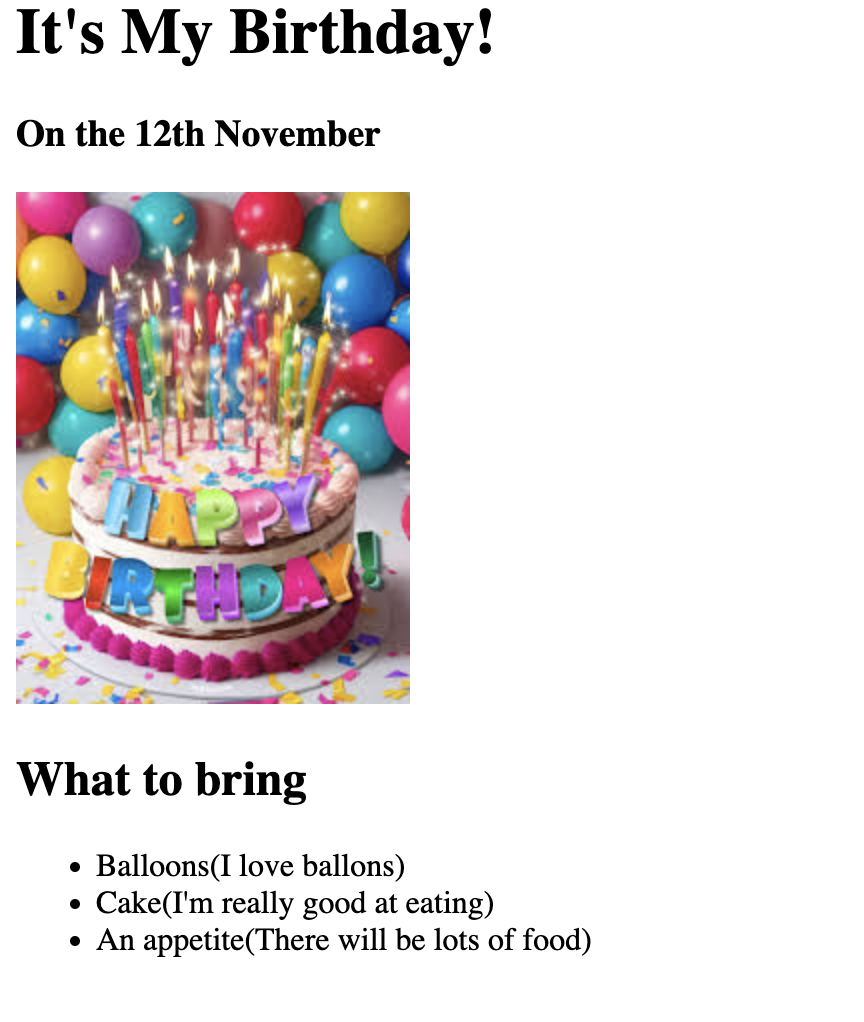 It's My Birthday!
On the 12th November
HAPPY
BIRTHDAY!
What to bring
• Balloons(I love ballons)
• Cake(I'm really good at eating)
• An appetite(There will be lots of food)